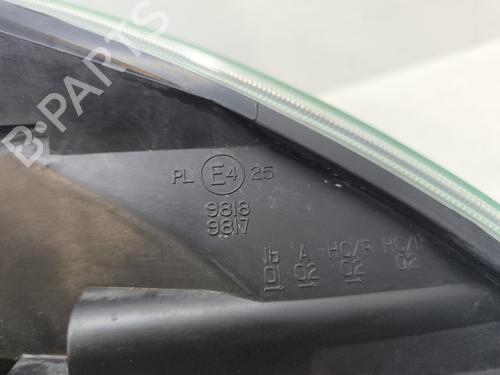 B-PARTS
PL E4 25
9818
9817
A HC/R HC/R
01 02 02 02